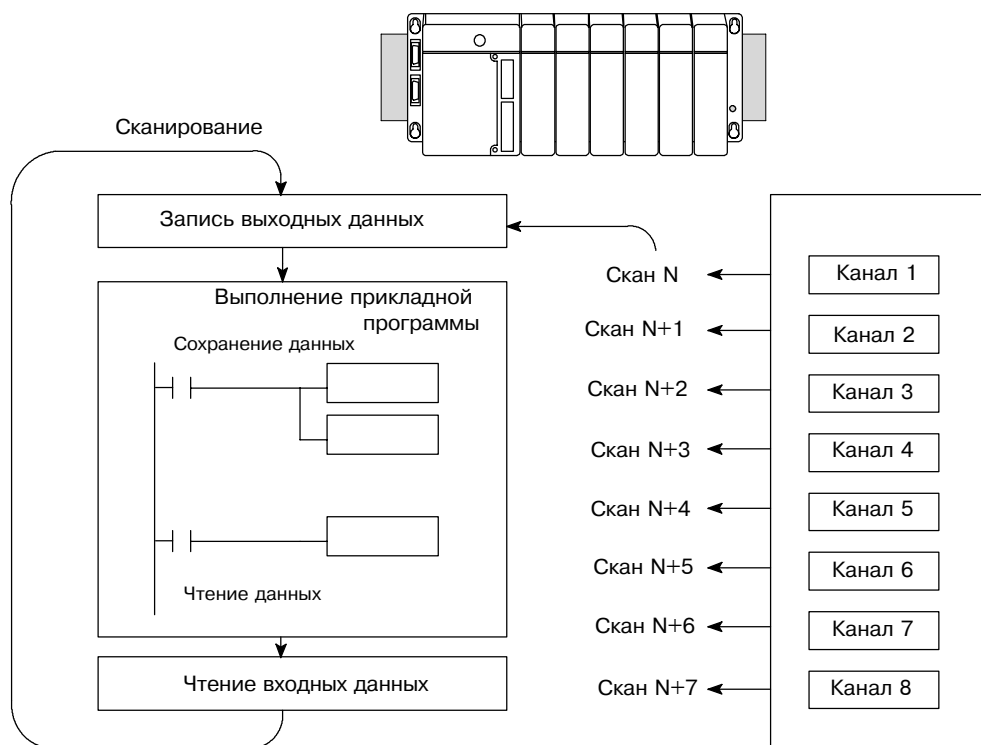 Сканирование
Запись выходных данных
Выполнение прикладной
программы
Сохранение данных
Чтение данных
Чтение входных данных
Скан N
Канал 1
Скан N+1
Канал 2
Скан N+2
Канал 3
Скан N+3
Канал 4
Скан N+4
Канал 5
Скан N+5
Канал 6
Скан N+6
Канал 7
Скан N+7
Канал 8